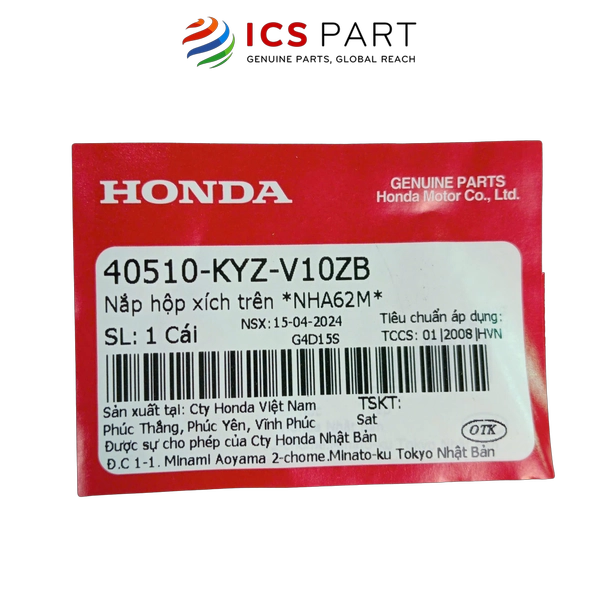 ICS PART
GENUINE PARTS, GLOBAL REACH
HONDA
GENUINE PARTS
Honda Motor Co., Ltd.
40510-KYZ-V10ZB
Nắp hộp xích trên *NHA62M*
SL: 1 Cái
NSX: 15-04-2024
G4D15S
Tiêu chuẩn áp dụng:
TCCS: 01|2008|HVN
Sản xuất tại: Cty Honda Việt Nam
Phúc Thắng, Phúc Yên, Vĩnh Phúc
Được sự cho phép của Cty Honda Nhật Bản
Đ.C 1-1. Minami Aoyama 2-chome.Minato-ku Tokyo Nhật Bản
TSKT:
Sat
OTK